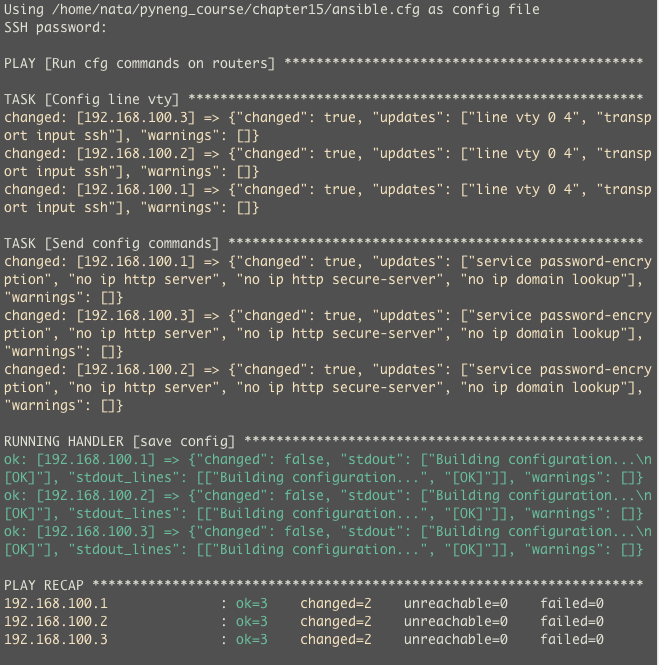 Using /home/nata/pyneng_course/chapter15/ansible.cfg as config file
SSH password:
PLAY [Run cfg commands on routers] *********************************************
TASK [Config line vty] *********************************************************
changed: [192.168.100.3] => {"changed": true, "updates": ["line vty 0 4", "transp
ort input ssh"], "warnings": []}
changed: [192.168.100.2] => {"changed": true, "updates": ["line vty 0 4", "transp
ort input ssh"], "warnings": []}
changed: [192.168.100.1] => {"changed": true, "updates": ["line vty 0 4", "transp
ort input ssh"], "warnings": []}
TASK [Send config commands] ****************************************************
changed: [192.168.100.1] => {"changed": true, "updates": ["service password-encry
ption", "no ip http server", "no ip http secure-server", "no ip domain lookup"],
"warnings": []}
changed: [192.168.100.3] => {"changed": true, "updates": ["service password-encry
ption", "no ip http server", "no ip http secure-server", "no ip domain lookup"],
"warnings": []}
changed: [192.168.100.2] => {"changed": true, "updates": ["service password-encry
ption", "no ip http server", "no ip http secure-server", "no ip domain lookup"],
"warnings": []}
RUNNING HANDLER [save config] **************************************************
ok: [192.168.100.1] => {"changed": false, "stdout": ["Building configuration...\n
[OK]"], "stdout_lines": [["Building configuration...", "[OK]"]], "warnings": []}
ok: [192.168.100.2] => {"changed": false, "stdout": ["Building configuration...\n
[OK]"], "stdout_lines": [["Building configuration...", "[OK]"]], "warnings": []}
ok: [192.168.100.3] => {"changed": false, "stdout": ["Building configuration...\n
[OK]"], "stdout_lines": [["Building configuration...", "[OK]"]], "warnings": []}
PLAY RECAP *********************************************************************
192.168.100.1 : ok=3 changed=2 unreachable=0 failed=0
192.168.100.2 : ok=3 changed=2 unreachable=0 failed=0
192.168.100.3 : ok=3 changed=2 unreachable=0 failed=0